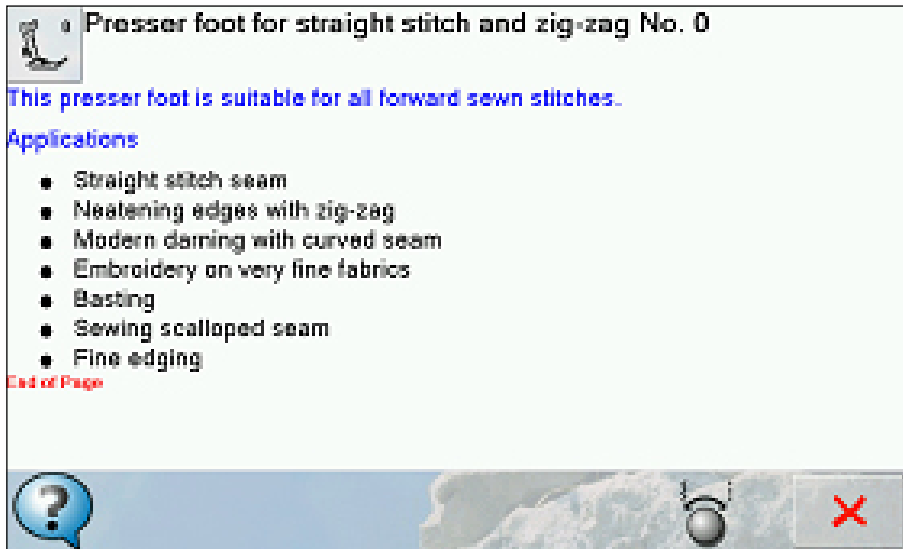 0
Presser foot for straight stitch and zig-zag No. 0
This presser foot is suitable for all forward sewn stitches.
Applications
● Straight stitch seam
● Neatening edges with zig-zag
● Modern darning with curved seam
● Embroidery on very fine fabrics
● Basting
● Sewing scalloped seam
● Fine edging
End of Page
?